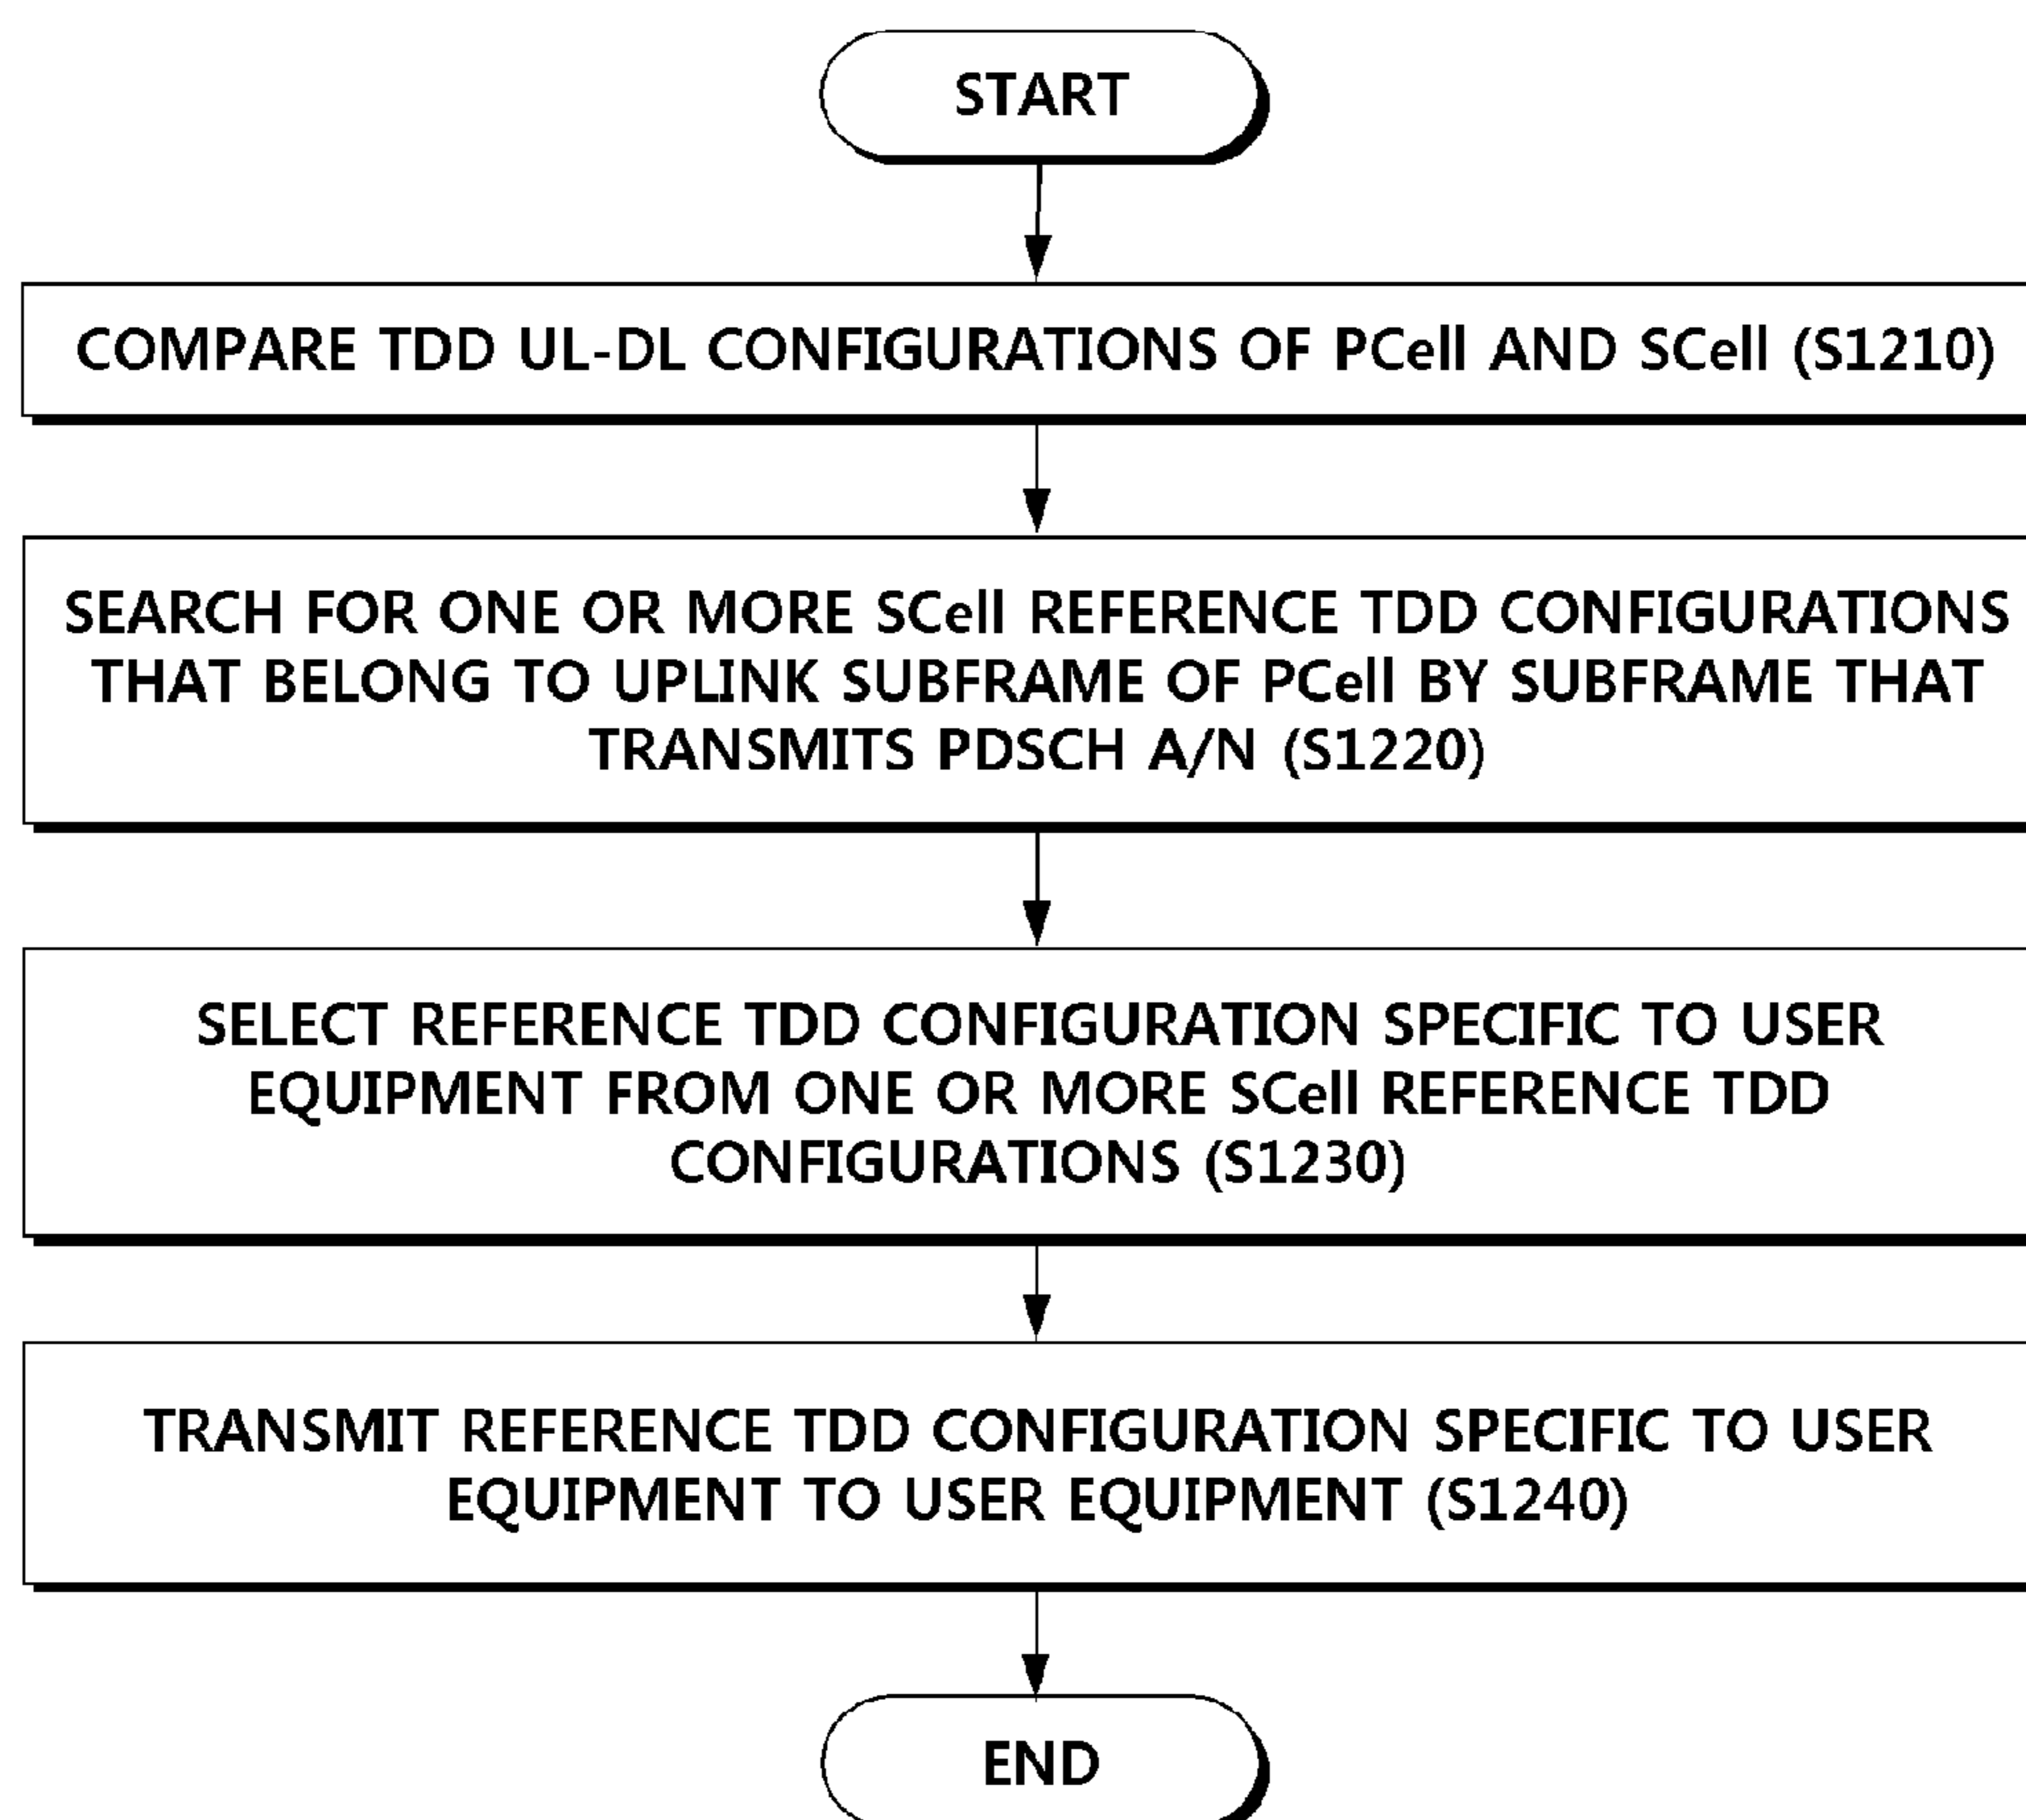 START
COMPARE TDD UL-DL CONFIGURATIONS OF PCell AND SCell (S1210)
SEARCH FOR ONE OR MORE SCell REFERENCE TDD CONFIGURATIONS
THAT BELONG TO UPLINK SUBFRAME OF PCell BY SUBFRAME THAT
TRANSMITS PDSCH A/N (S1220)
SELECT REFERENCE TDD CONFIGURATION SPECIFIC TO USER
EQUIPMENT FROM ONE OR MORE SCell REFERENCE TDD
CONFIGURATIONS (S1230)
TRANSMIT REFERENCE TDD CONFIGURATION SPECIFIC TO USER
EQUIPMENT TO USER EQUIPMENT (S1240)
END